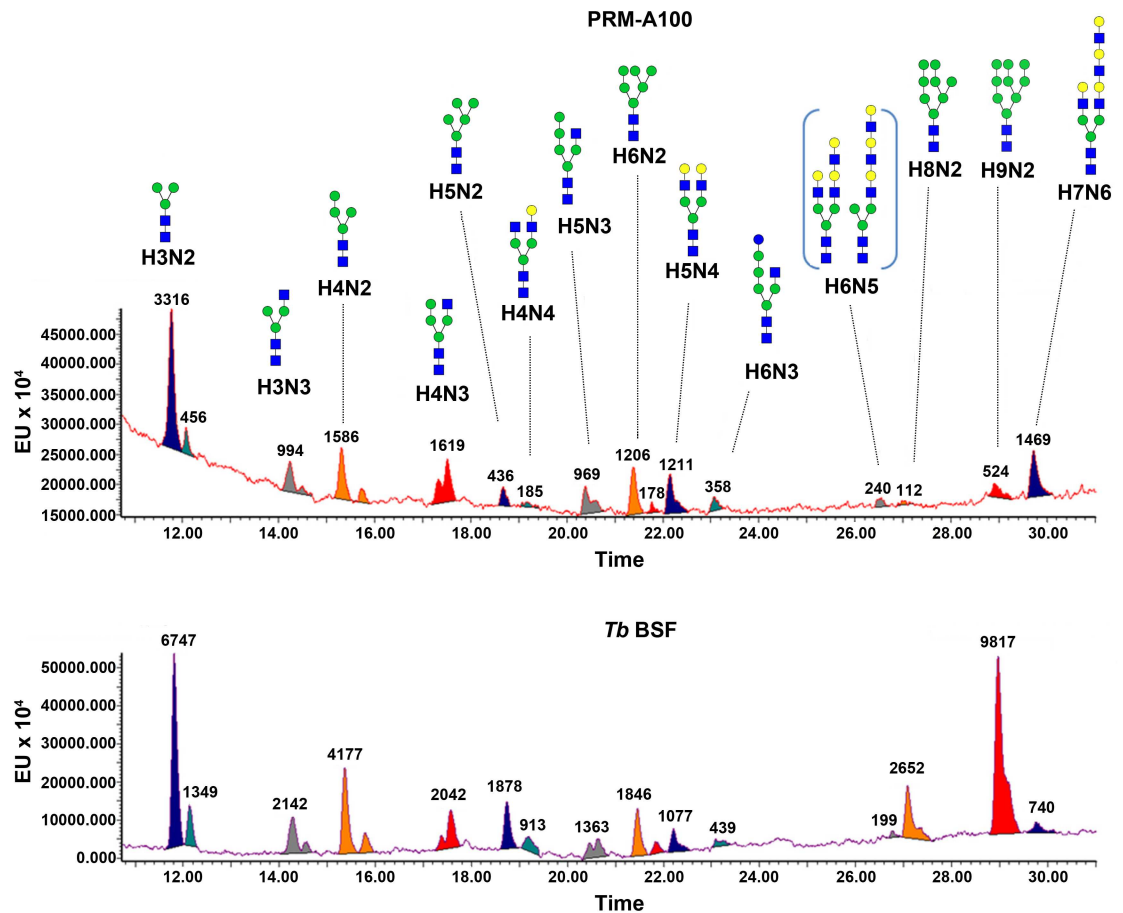 PRM-A100
H3N2
H3N3
H4N2
H4N3
H5N2
H4N4
H5N3
H6N2
H5N4
H6N3
H6N5
H8N2
H9N2
H7N6
EU x 10⁴
45000.000
40000.000
35000.000
30000.000
25000.000
20000.000
15000.000
3316
456
994
1586
1619
436
185
969
1206
178
1211
358
240
112
524
1469
12.00 14.00 16.00 18.00 20.00 22.00 24.00 26.00 28.00 30.00
Time
Tb BSF
EU x 10⁴
50000.000
40000.000
30000.000
20000.000
10000.000
0.000
6747
1349
2142
4177
2042
1878
913
1363
1846
1077
439
199
2652
9817
740
12.00 14.00 16.00 18.00 20.00 22.00 24.00 26.00 28.00 30.00
Time